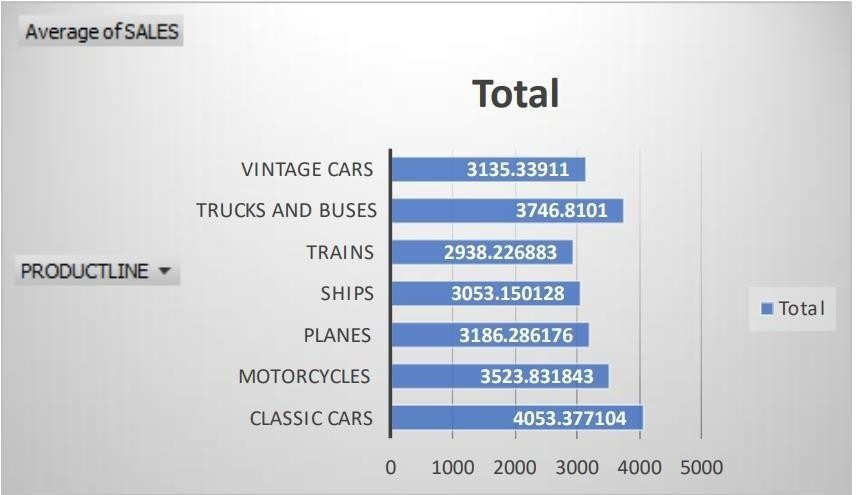 Average of SALES
Total
VINTAGE CARS 3135.33911
TRUCKS AND BUSES 3746.8101
TRAINS 2938.226883
PRODUCTLINE
SHIPS 3053.150128
Total
PLANES 3186.286176
MOTORCYCLES 3523.831843
CLASSIC CARS 4053.377104
0 1000 2000 3000 4000 5000